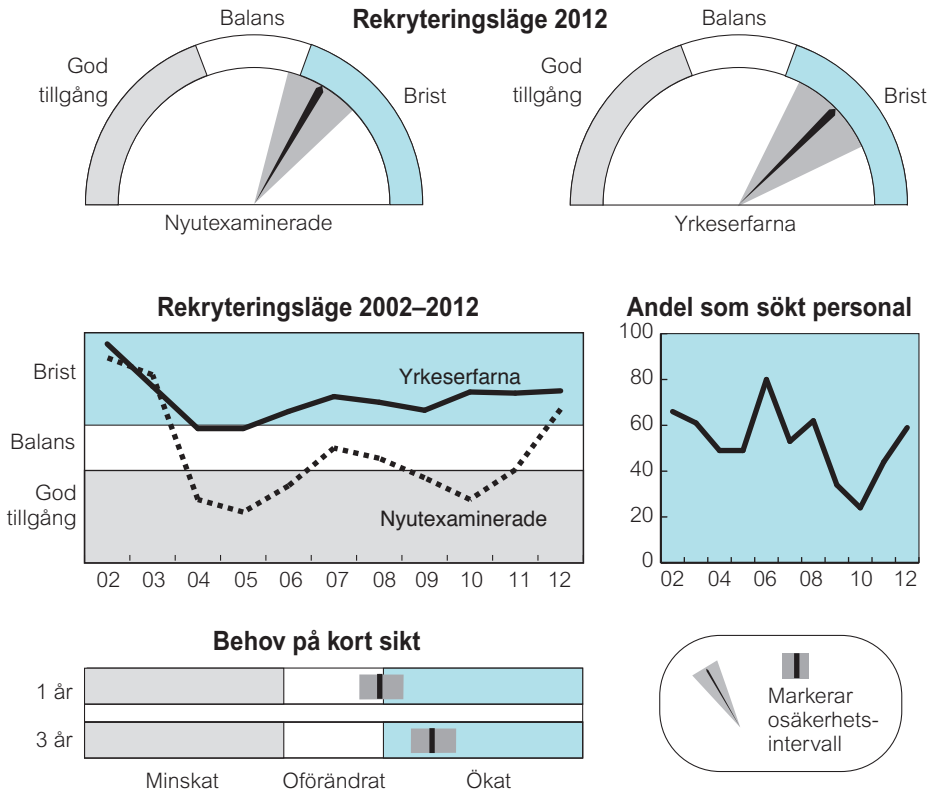 Rekryteringsläge 2012
Balans
God
tillgång
Brist
Nyutexaminerade
Balans
God
tillgång
Brist
Yrkeserfarna
Rekryteringsläge 2002–2012
Brist
Balans
God
tillgång
Yrkeserfarna
Nyutexaminerade
02 03 04 05 06 07 08 09 10 11 12
Andel som sökt personal
100
80
60
40
20
0
02 04 06 08 10 12
Behov på kort sikt
1 år
3 år
Minskat Oförändrat Ökat
Markerar
osäkerhets-
intervall